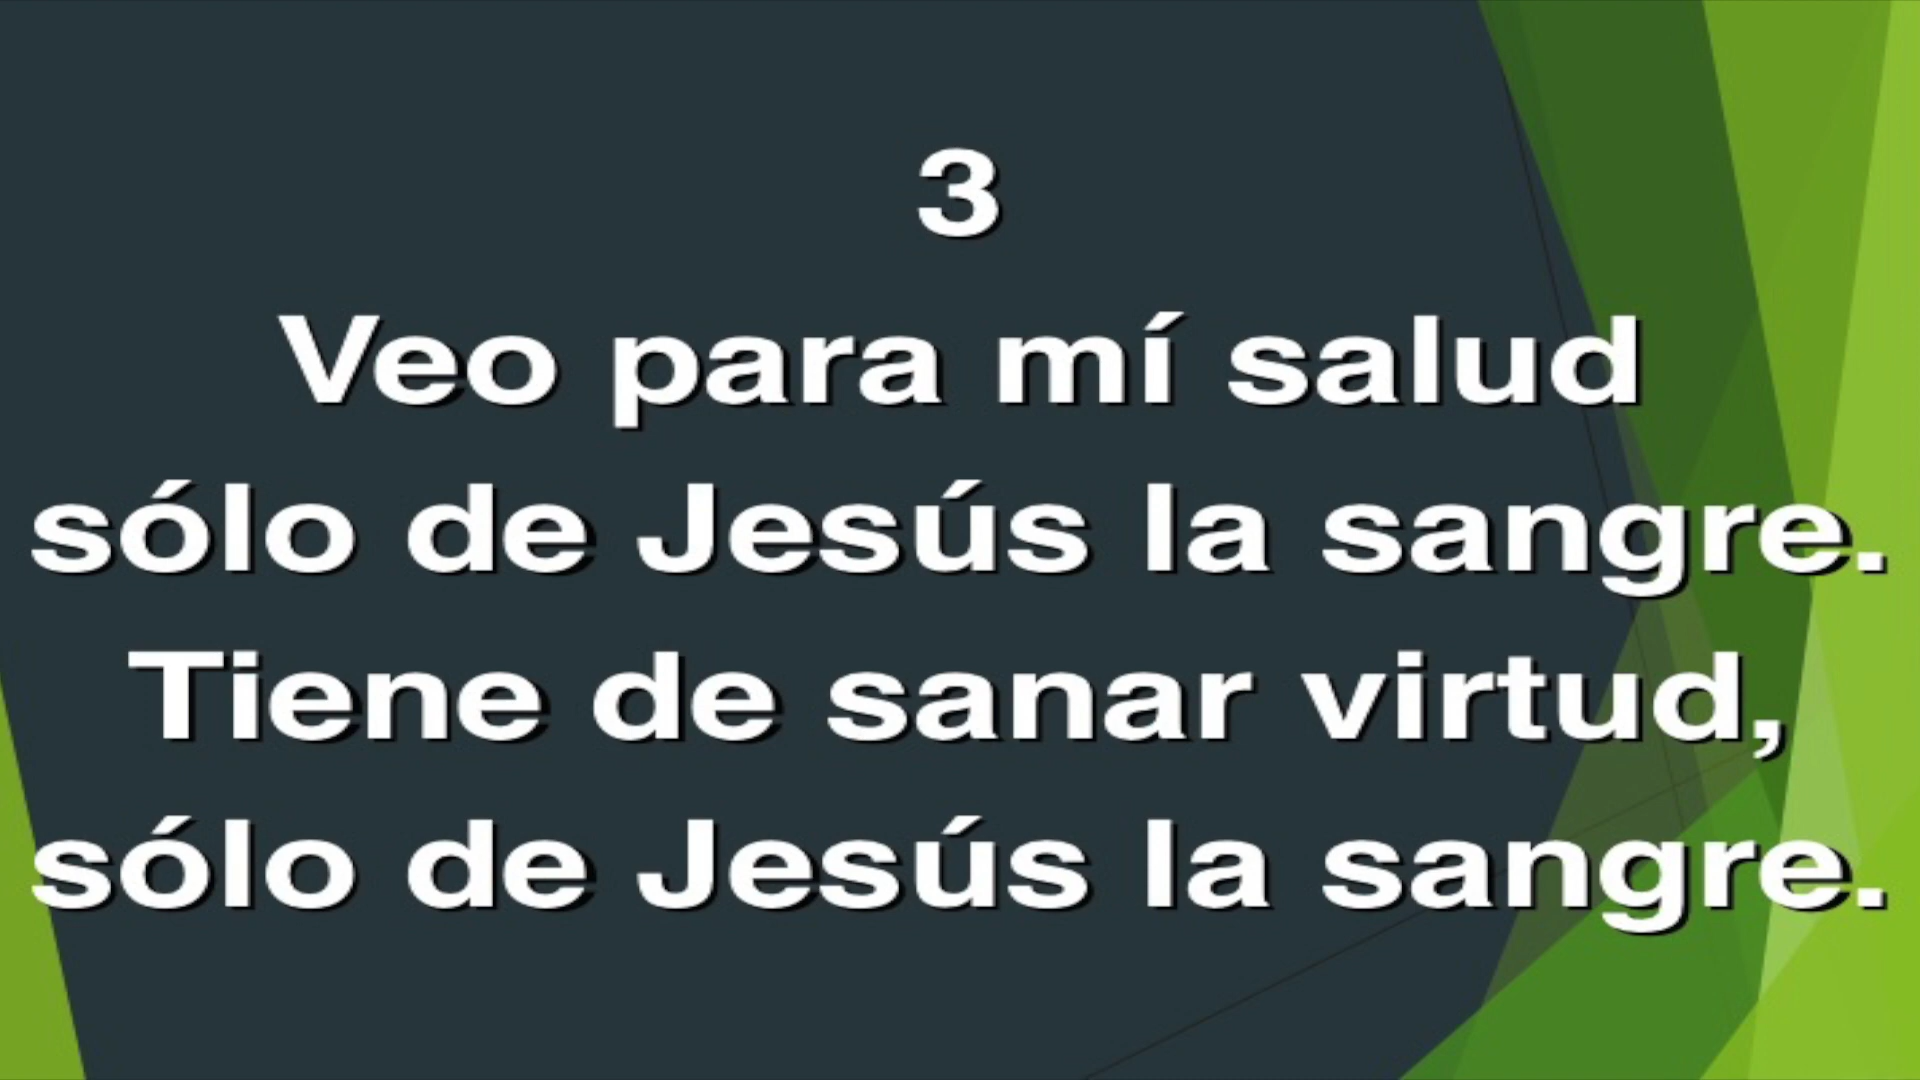 3
Veo para mí salud
sólo de Jesús la sangre.
Tiene de sanar virtud,
sólo de Jesús la sangre.